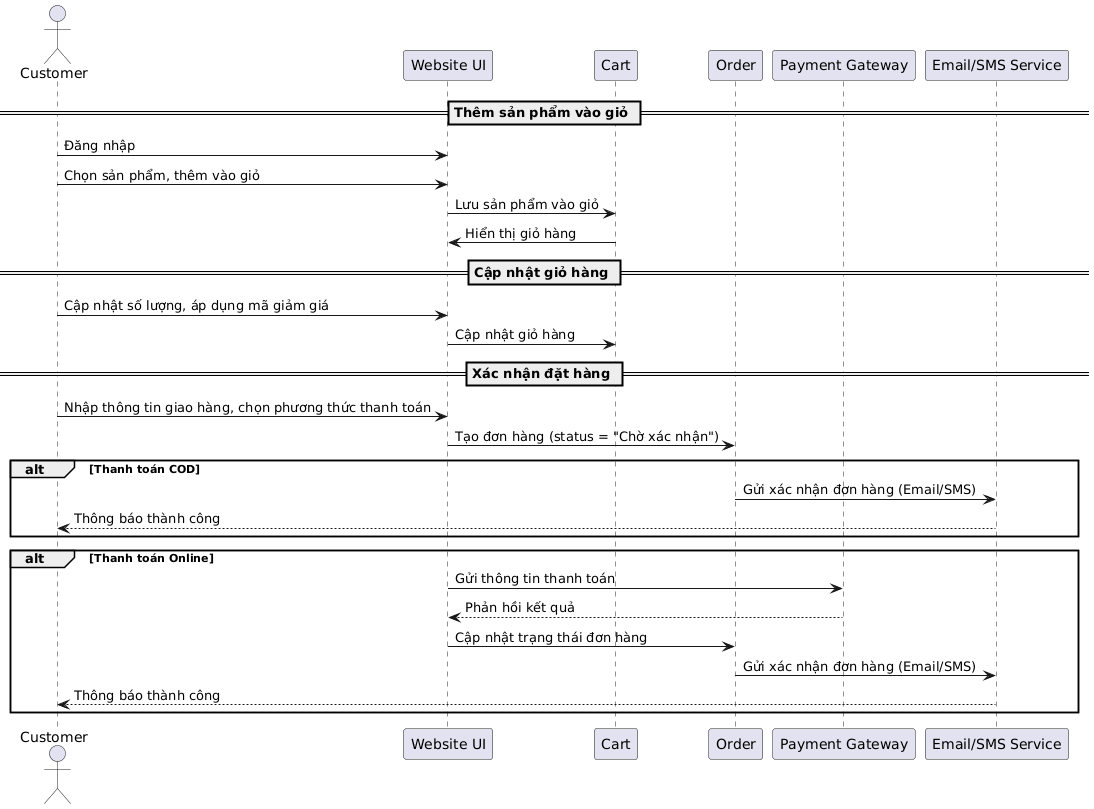 Customer
Website UI
Cart
Order
Payment Gateway
Email/SMS Service
Thêm sản phẩm vào giỏ
Đăng nhập
Chọn sản phẩm, thêm vào giỏ
Lưu sản phẩm vào giỏ
Hiển thị giỏ hàng
Cập nhật giỏ hàng
Cập nhật số lượng, áp dụng mã giảm giá
Cập nhật giỏ hàng
Xác nhận đặt hàng
Nhập thông tin giao hàng, chọn phương thức thanh toán
Tạo đơn hàng (status = "Chờ xác nhận")
alt [Thanh toán COD]
Gửi xác nhận đơn hàng (Email/SMS)
Thông báo thành công
alt [Thanh toán Online]
Gửi thông tin thanh toán
Phản hồi kết quả
Cập nhật trạng thái đơn hàng
Gửi xác nhận đơn hàng (Email/SMS)
Thông báo thành công
Customer
Website UI
Cart
Order
Payment Gateway
Email/SMS Service